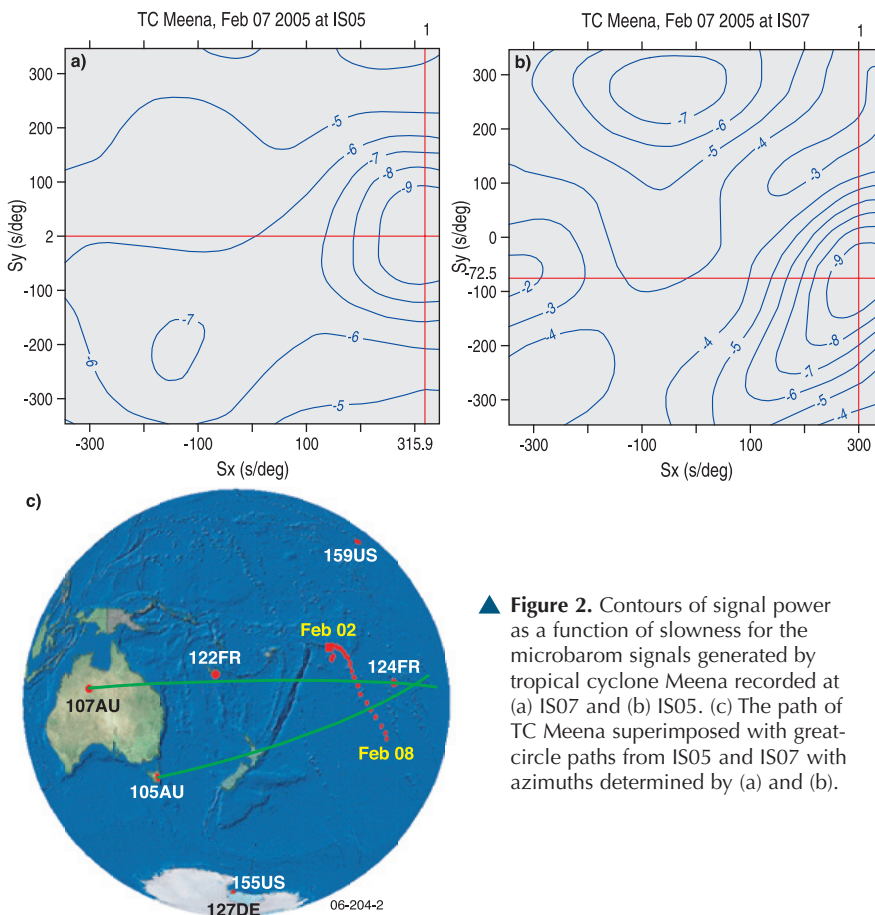 TC Meena, Feb 07 2005 at IS05
1
a)
300
200
100
2
-100
-200
-300
Sy (s/deg)
-5
-6
-7
-8
-9
-7
-6
-6
-5
-300
-100
100
315.9
Sx (s/deg)
TC Meena, Feb 07 2005 at IS07
1
b)
300
200
100
0
-72.5
-100
-200
-300
Sy (s/deg)
-7
-6
-5
-4
-3
-9
-2
-3
-4
-4
-5
-8
-7
-6
-5
-4
-300
-100
100
300
Sx (s/deg)
c)
159US
Feb 02
122FR
124FR
107AU
Feb 08
105AU
155US
127DE
06-204-2
▲ Figure 2. Contours of signal power
as a function of slowness for the
microbarom signals generated by
tropical cyclone Meena recorded at
(a) IS07 and (b) IS05. (c) The path of
TC Meena superimposed with great-
circle paths from IS05 and IS07 with
azimuths determined by (a) and (b).